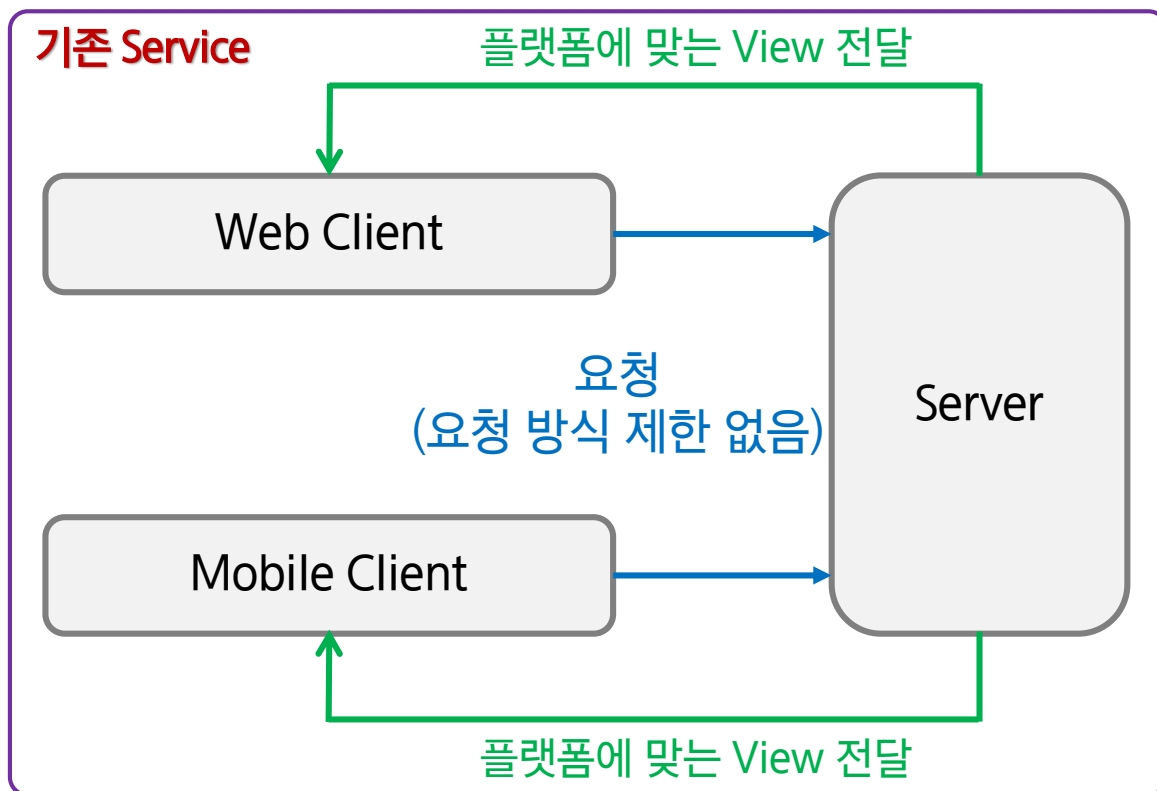 기존 Service
플랫폼에 맞는 View 전달
Web Client
요청
(요청 방식 제한 없음)
Server
Mobile Client
플랫폼에 맞는 View 전달